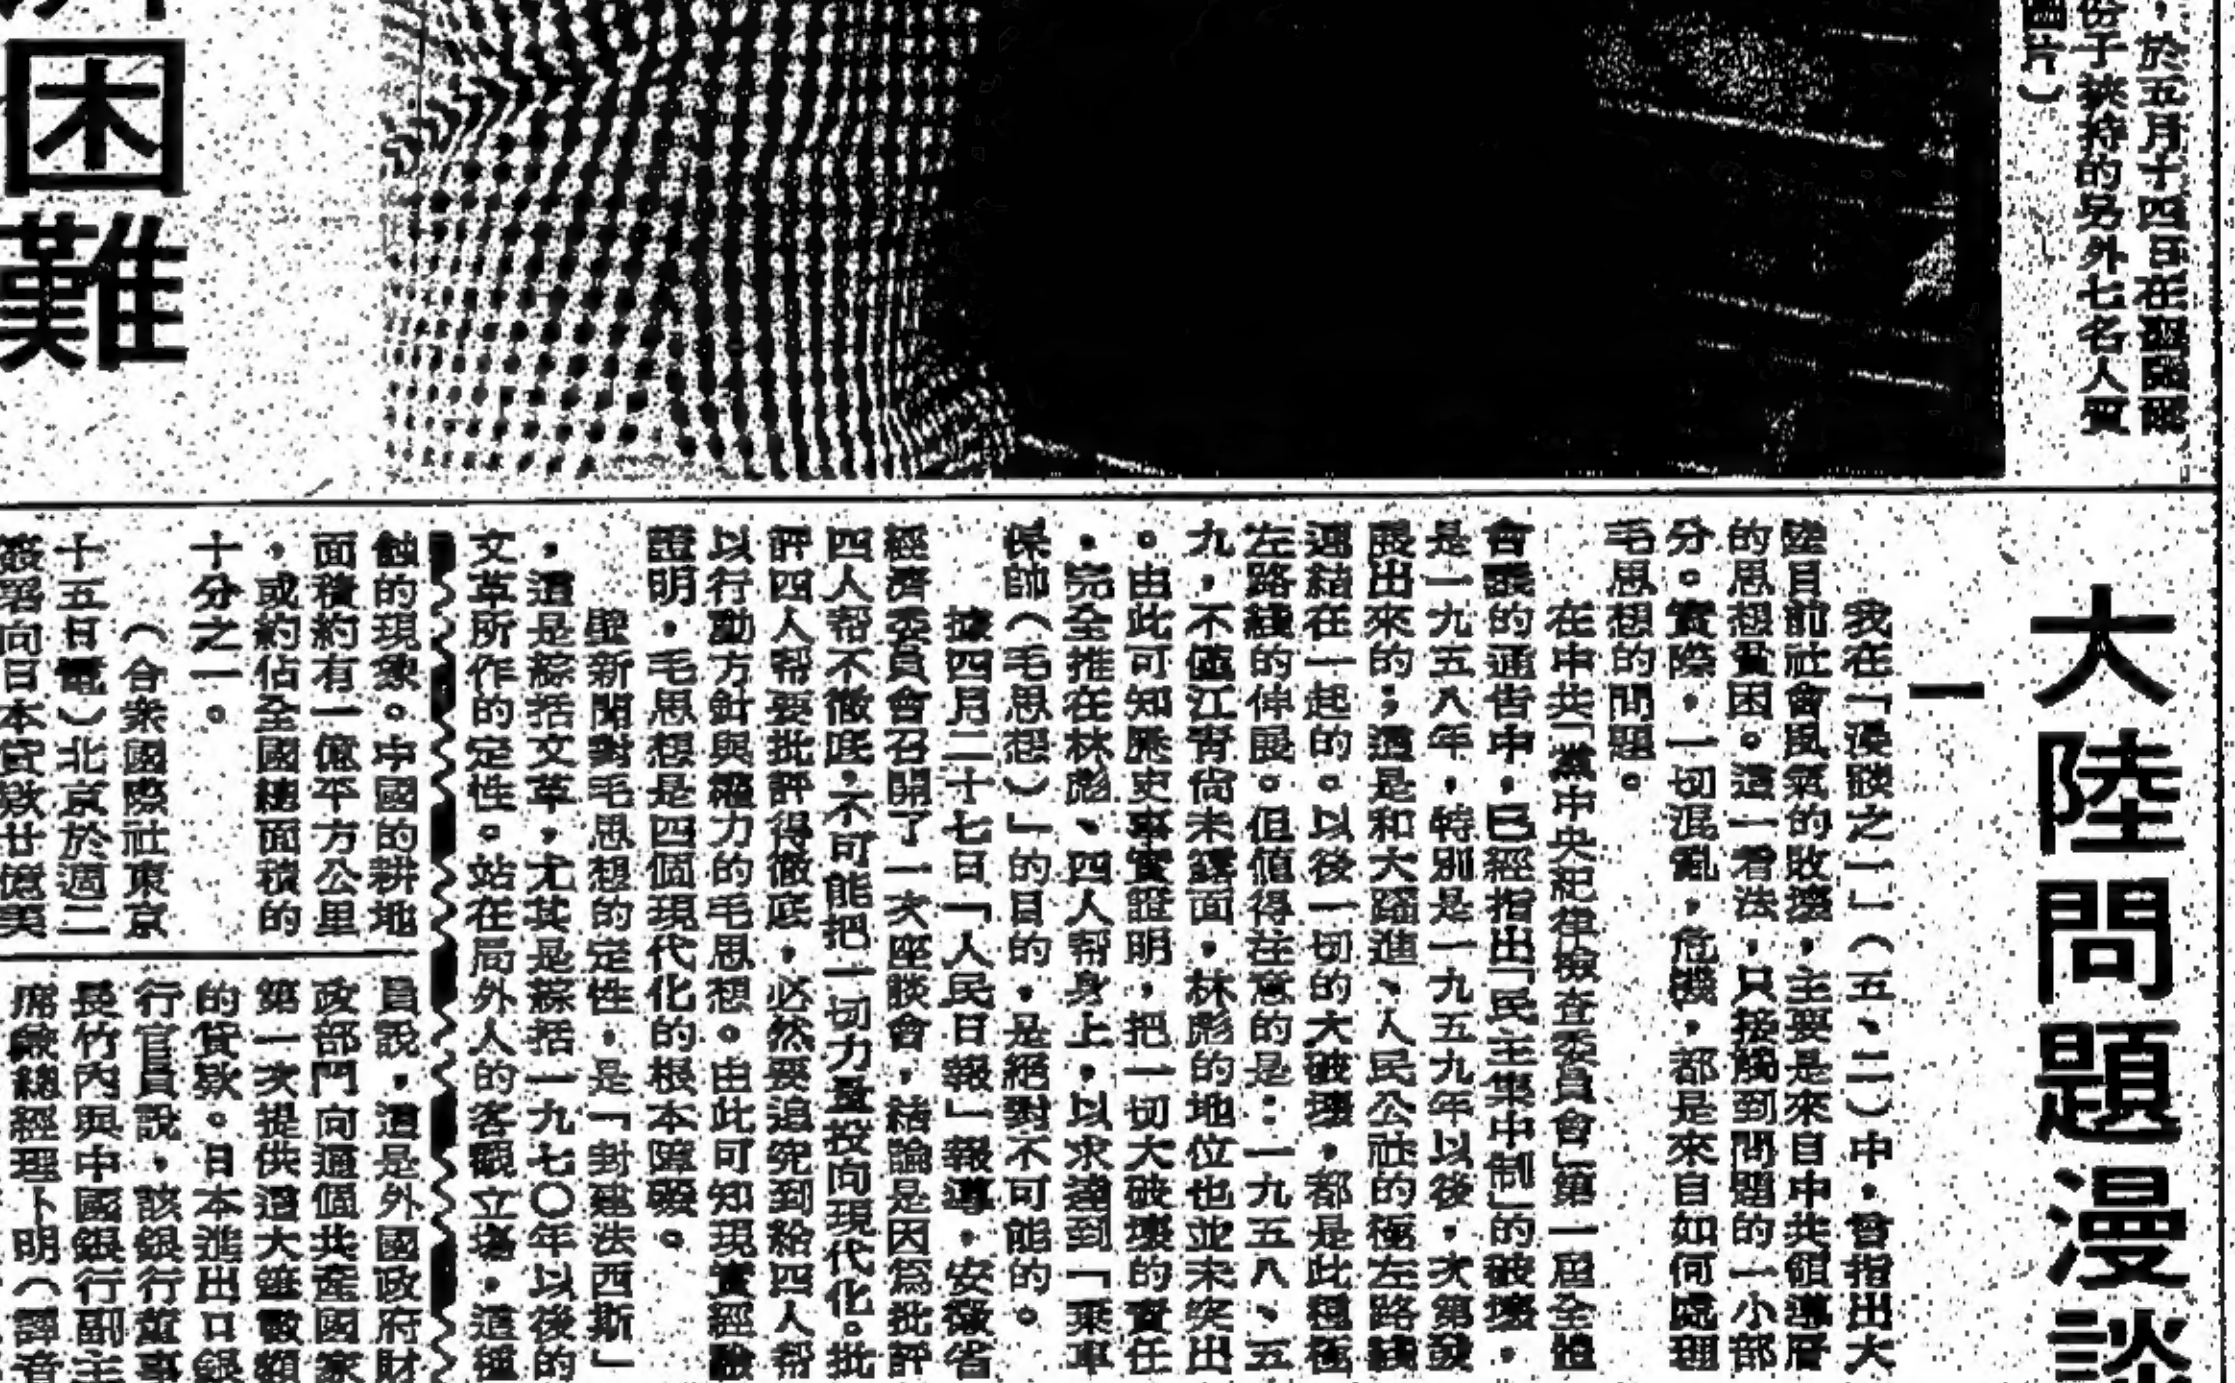 ，於五月十四日在
份子挾持的另外七名人質
圖片）
困難
大陸問題漫談
一
我在「漫談之一」（五、二）中，曾指出大
陸目前社會風氣的敗壞，主要是來自中共領導層
的思想貧困。這一看法，只接觸到問題的一小部
分。實際，一切混亂，危機，都是來自如何處理
毛思想的問題。
在中共「黨中央紀律檢查委員會」第一屆全體
會議的通告中，已經指出「民主集中制」的破壞，
是一九五八年，特別是一九五九年以後，次第發
展出來的；這是和大躍進、人民公社的極左路線
連結在一起的。以後一切的大破壞，都是此種極
左路綫的伸展。但值得注意的是：一九五八、五
九，不僅江青尚未露面，林彪的地位也並未突出
。由此可知歷史事實證明，把一切大破壞的責任
，完全推在林彪、四人幫身上，以求達到「棄車
保帥（毛思想）」的目的，是絕對不可能的。
據四月二十七日「人民日報」報導，安徽省
經濟委員會召開了一次座談會，結論是因爲批評
四人幫不徹底，不可能把一切力量投向現代化。批
評四人幫要批評得徹底，必然要追究到給四人幫
以行動方針與權力的毛思想。由此可知現實經驗
證明，毛思想是四個現代化的根本障礙。
新聞對毛思想的定性，是「封建法西斯」
，這是綜括文革，尤其是綜括一九七〇年以後的
文革所作的定性。站在局外人的客觀立場，這種
蝕的現象。中國的耕地
面積約有一億平方公里
，或約佔全國總面積的
十分之一。
（合衆國際社東京
十五日電）北京於週二
簽署向日本貸款廿億美
員說，這是外國政府財
政部門向這個共產國家
第一次提供這大筆數額
的貸款。日本進出口銀
行官員說，該銀行董事
長竹內與中國銀行副主
席兼總經理卜明（譯音